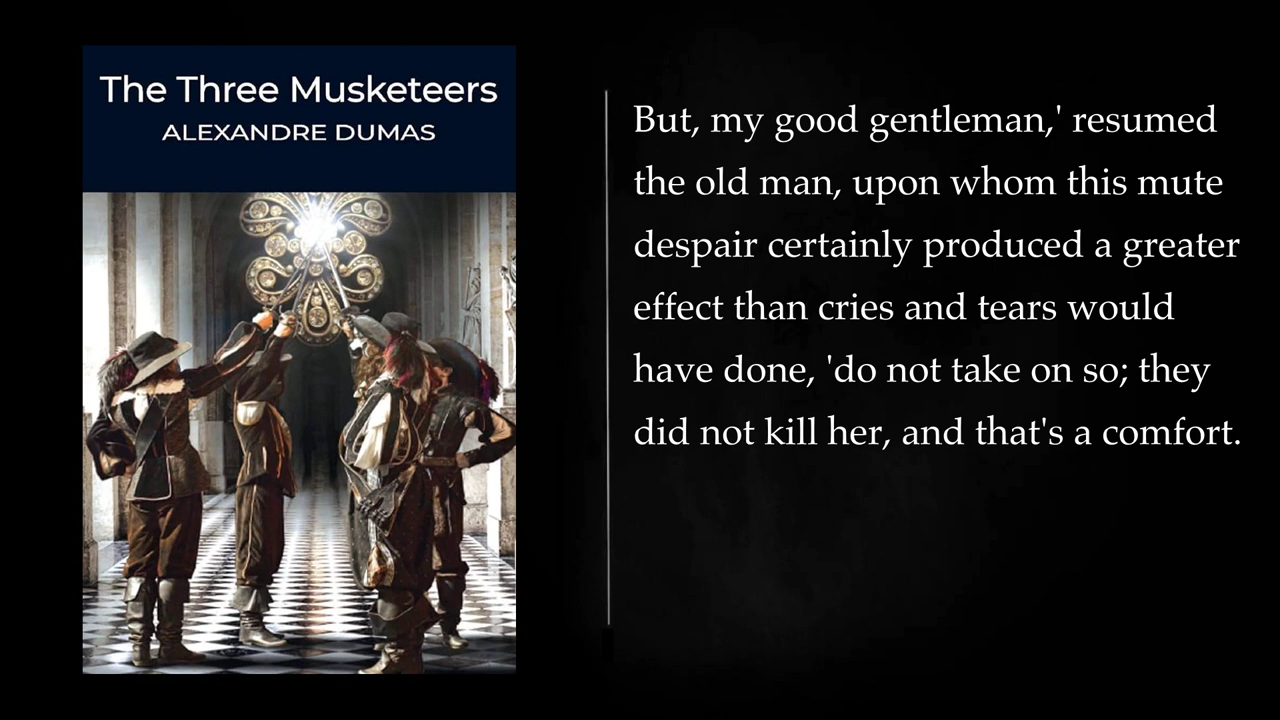 The Three Musketeers
ALEXANDRE DUMAS
But, my good gentleman,' resumed
the old man, upon whom this mute
despair certainly produced a greater
effect than cries and tears would
have done, 'do not take on so; they
did not kill her, and that's a comfort.